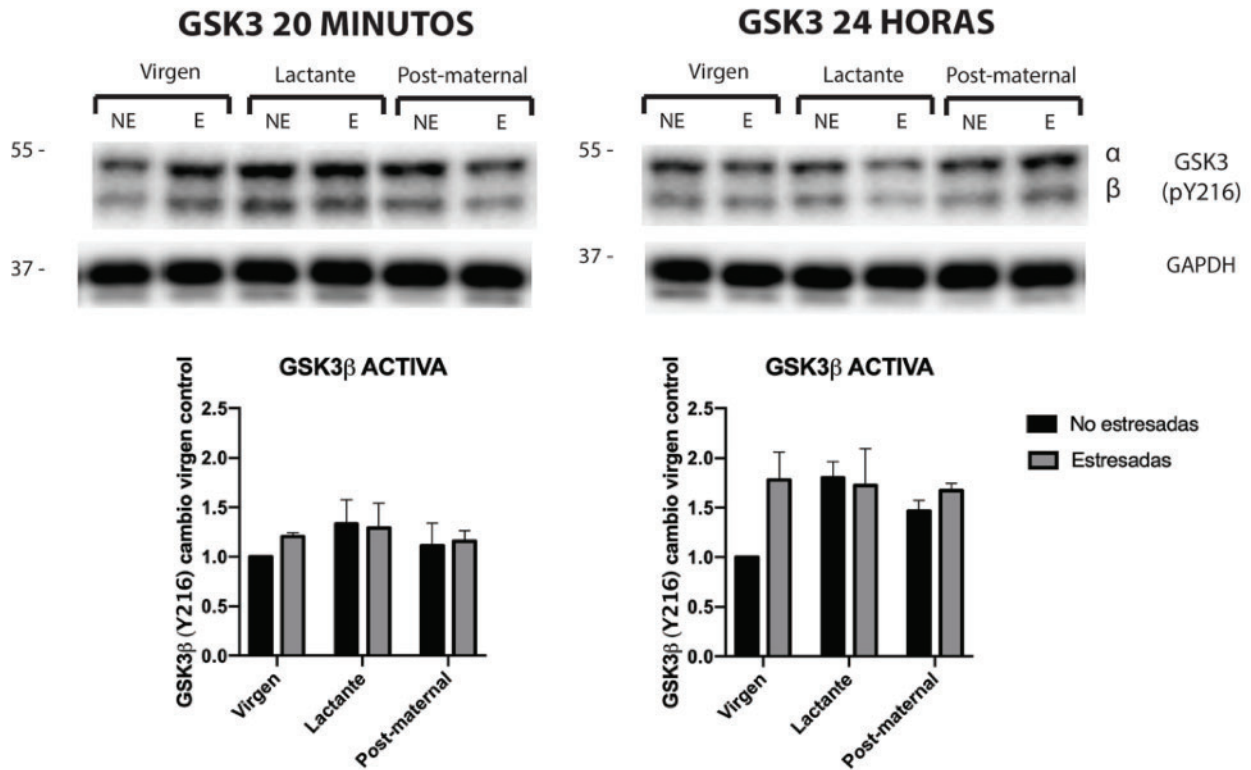 GSK3 20 MINUTOS
Virgen Lactante Post-maternal
NE E NE E NE E
55 -
37 -
GSK3 24 HORAS
Virgen Lactante Post-maternal
NE E NE E NE E
55 -
37 -
α
β
GSK3
(pY216)
GAPDH
GSK3β ACTIVA
GSK3β (Y216) cambio virgen control
2.5
2.0
1.5
1.0
0.5
0.0
Virgen
Lactante
Post-maternal
GSK3β ACTIVA
GSK3β (Y216) cambio virgen control
2.5
2.0
1.5
1.0
0.5
0.0
Virgen
Lactante
Post-maternal
No estresadas
Estresadas